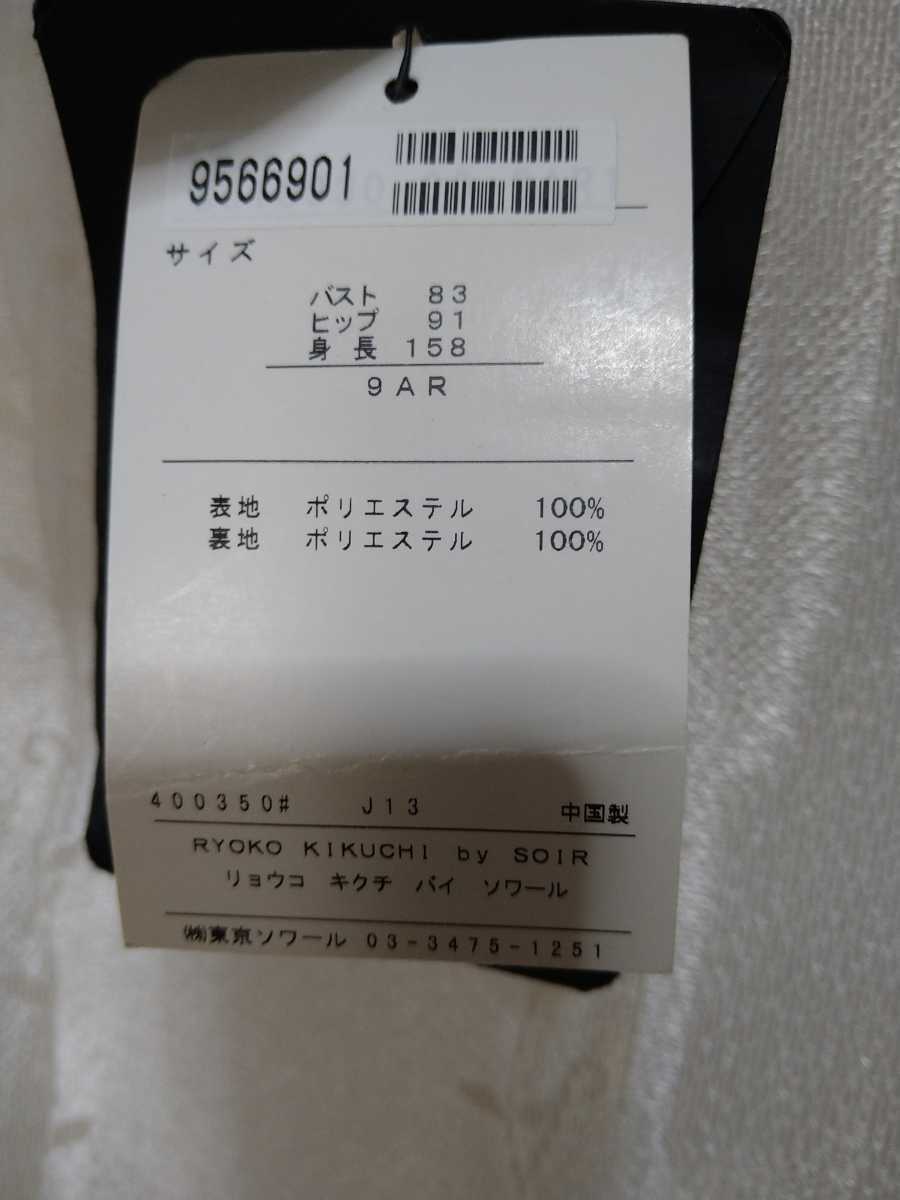 9566901
サイズ
バスト 83
ヒップ 91
身長 158
9AR
表地 ポリエステル 100%
裏地 ポリエステル 100%
400350# J13 中国製
RYOKO KIKUCHI by SOIR
リョウコ キクチ バイ ソワール
㈱東京ソワール 03-3475-1251